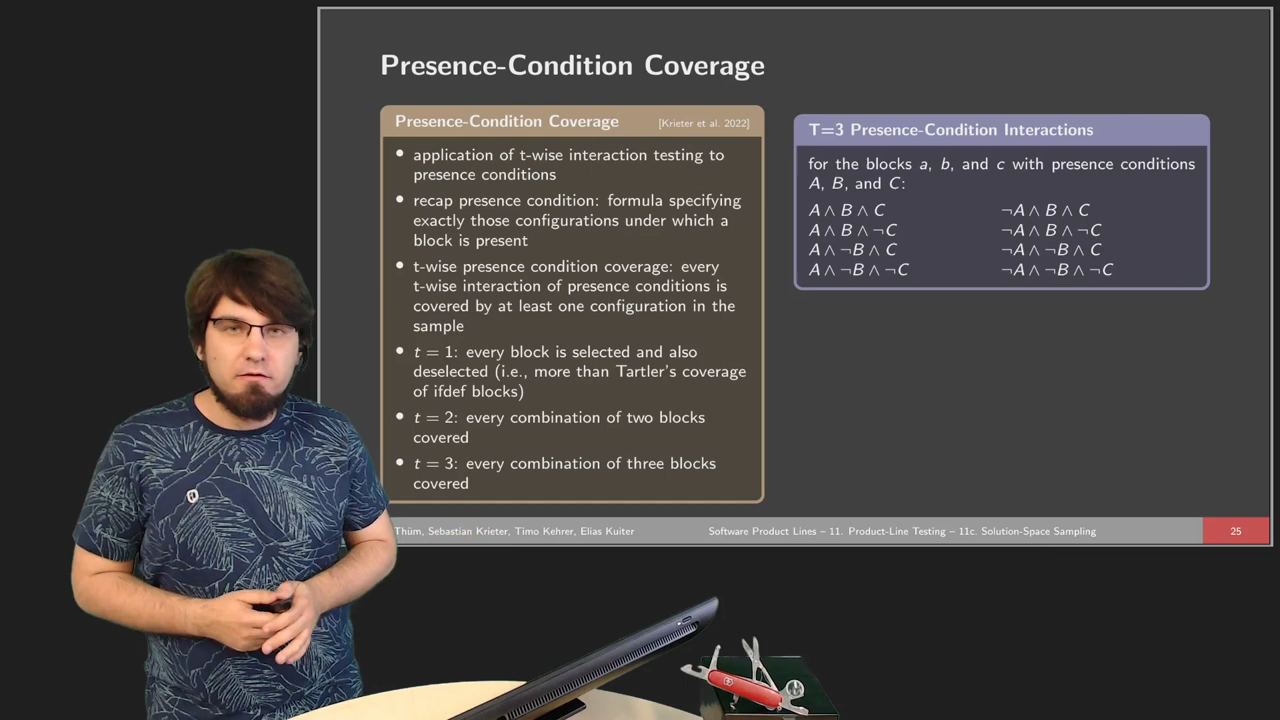 Presence-Condition Coverage
Presence-Condition Coverage [Krieter et al. 2022]
• application of t-wise interaction testing to
presence conditions
• recap presence condition: formula specifying
exactly those configurations under which a
block is present
• t-wise presence condition coverage: every
t-wise interaction of presence conditions is
covered by at least one configuration in the
sample
• t = 1: every block is selected and also
deselected (i.e., more than Tartler's coverage
of ifdef blocks)
• t = 2: every combination of two blocks
covered
• t = 3: every combination of three blocks
covered
T=3 Presence-Condition Interactions
for the blocks a, b, and c with presence conditions
A, B, and C:
A ∧ B ∧ C ¬A ∧ B ∧ C
A ∧ B ∧ ¬C ¬A ∧ B ∧ ¬C
A ∧ ¬B ∧ C ¬A ∧ ¬B ∧ C
A ∧ ¬B ∧ ¬C ¬A ∧ ¬B ∧ ¬C
Thüm, Sebastian Krieter, Timo Kehrer, Elias Kuiter Software Product Lines – 11. Product-Line Testing – 11c. Solution-Space Sampling 25